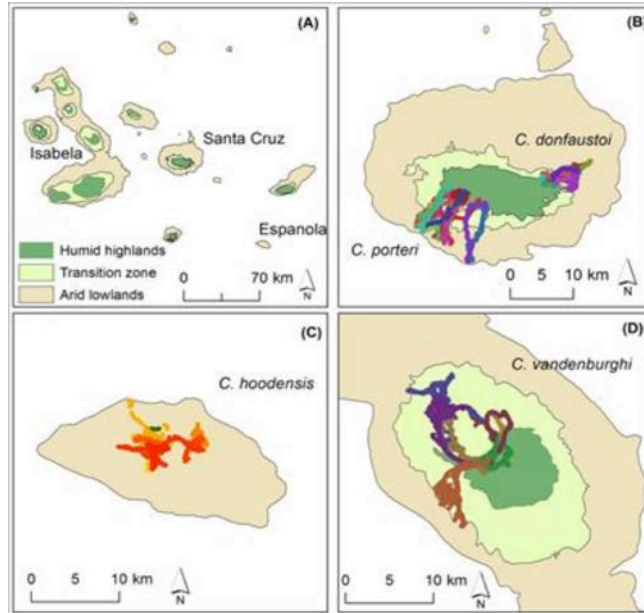 (A)
Isabela
Santa Cruz
Espanola
Humid highlands
Transition zone
Arid lowlands
0 70 km
N
(B)
C. donfaustoi
C. porteri
0 5 10 km
N
(C)
C. hoodensis
0 5 10 km
N
(D)
C. vandenburghi
0 5 10 km
N